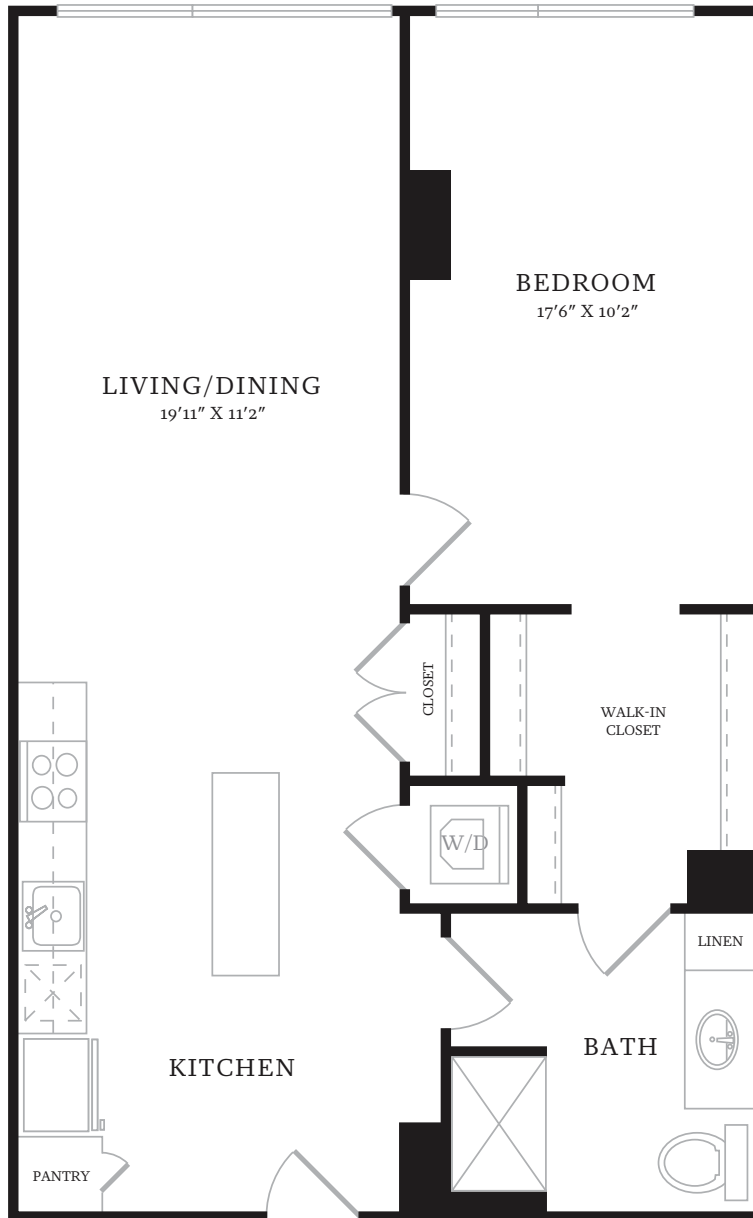 BEDROOM
17′6″ X 10′2″
LIVING/DINING
19′11″ X 11′2″
CLOSET
WALK-IN
CLOSET
W/D
LINEN
BATH
KITCHEN
PANTRY